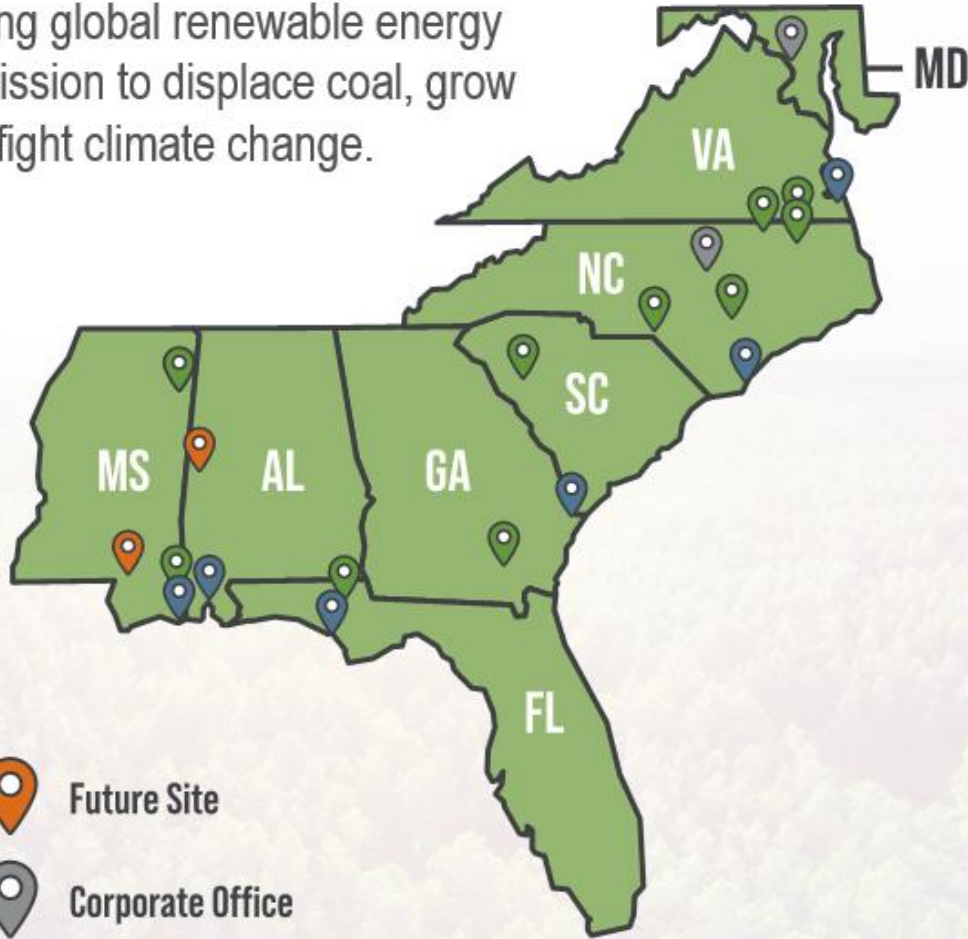 ng global renewable energy
ission to displace coal, grow
fight climate change.
MD
VA
NC
SC
MS
AL
GA
FL
Future Site
Corporate Office